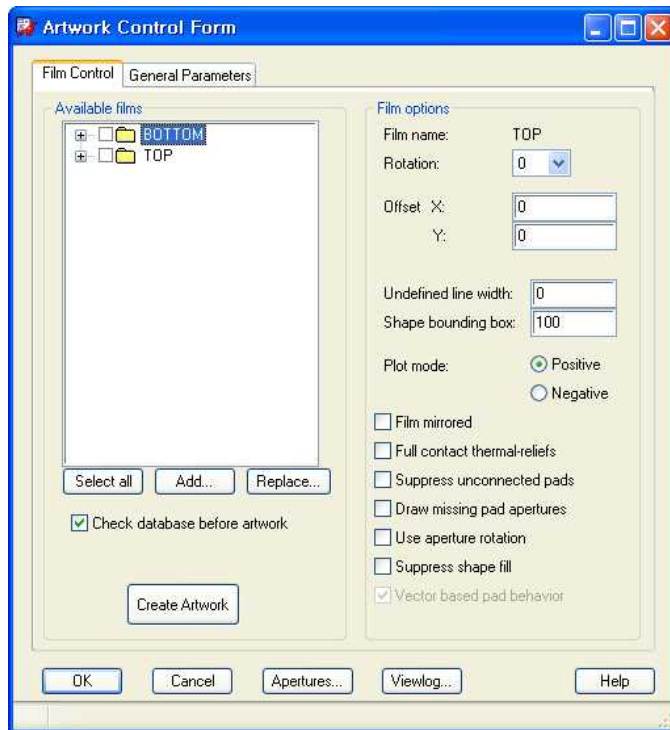 Artwork Control Form
Film Control
General Parameters
Available films
BOTTOM
TOP
Select all
Add...
Replace...
Check database before artwork
Create Artwork
Film options
Film name: TOP
Rotation: 0
Offset X: 0
Y: 0
Undefined line width: 0
Shape bounding box: 100
Plot mode: Positive
Negative
Film mirrored
Full contact thermal-reliefs
Suppress unconnected pads
Draw missing pad apertures
Use aperture rotation
Suppress shape fill
Vector based pad behavior
OK
Cancel
Apertures...
Viewlog...
Help